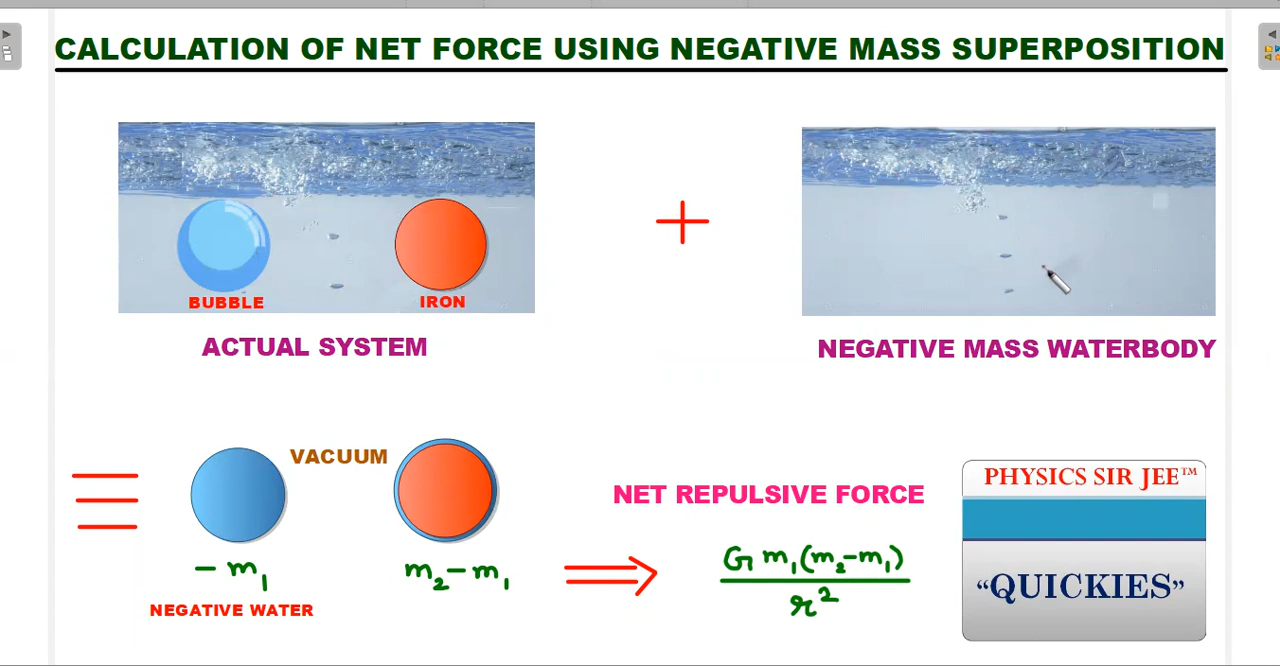 CALCULATION OF NET FORCE USING NEGATIVE MASS SUPERPOSITION
BUBBLE
IRON
+
ACTUAL SYSTEM
NEGATIVE MASS WATERBODY
VACUUM
NET REPULSIVE FORCE
PHYSICS SIR JEE™
“QUICKIES”
≡
−m₁
m₂−m₁
⟹
G m₁(m₂−m₁)
r²
NEGATIVE WATER